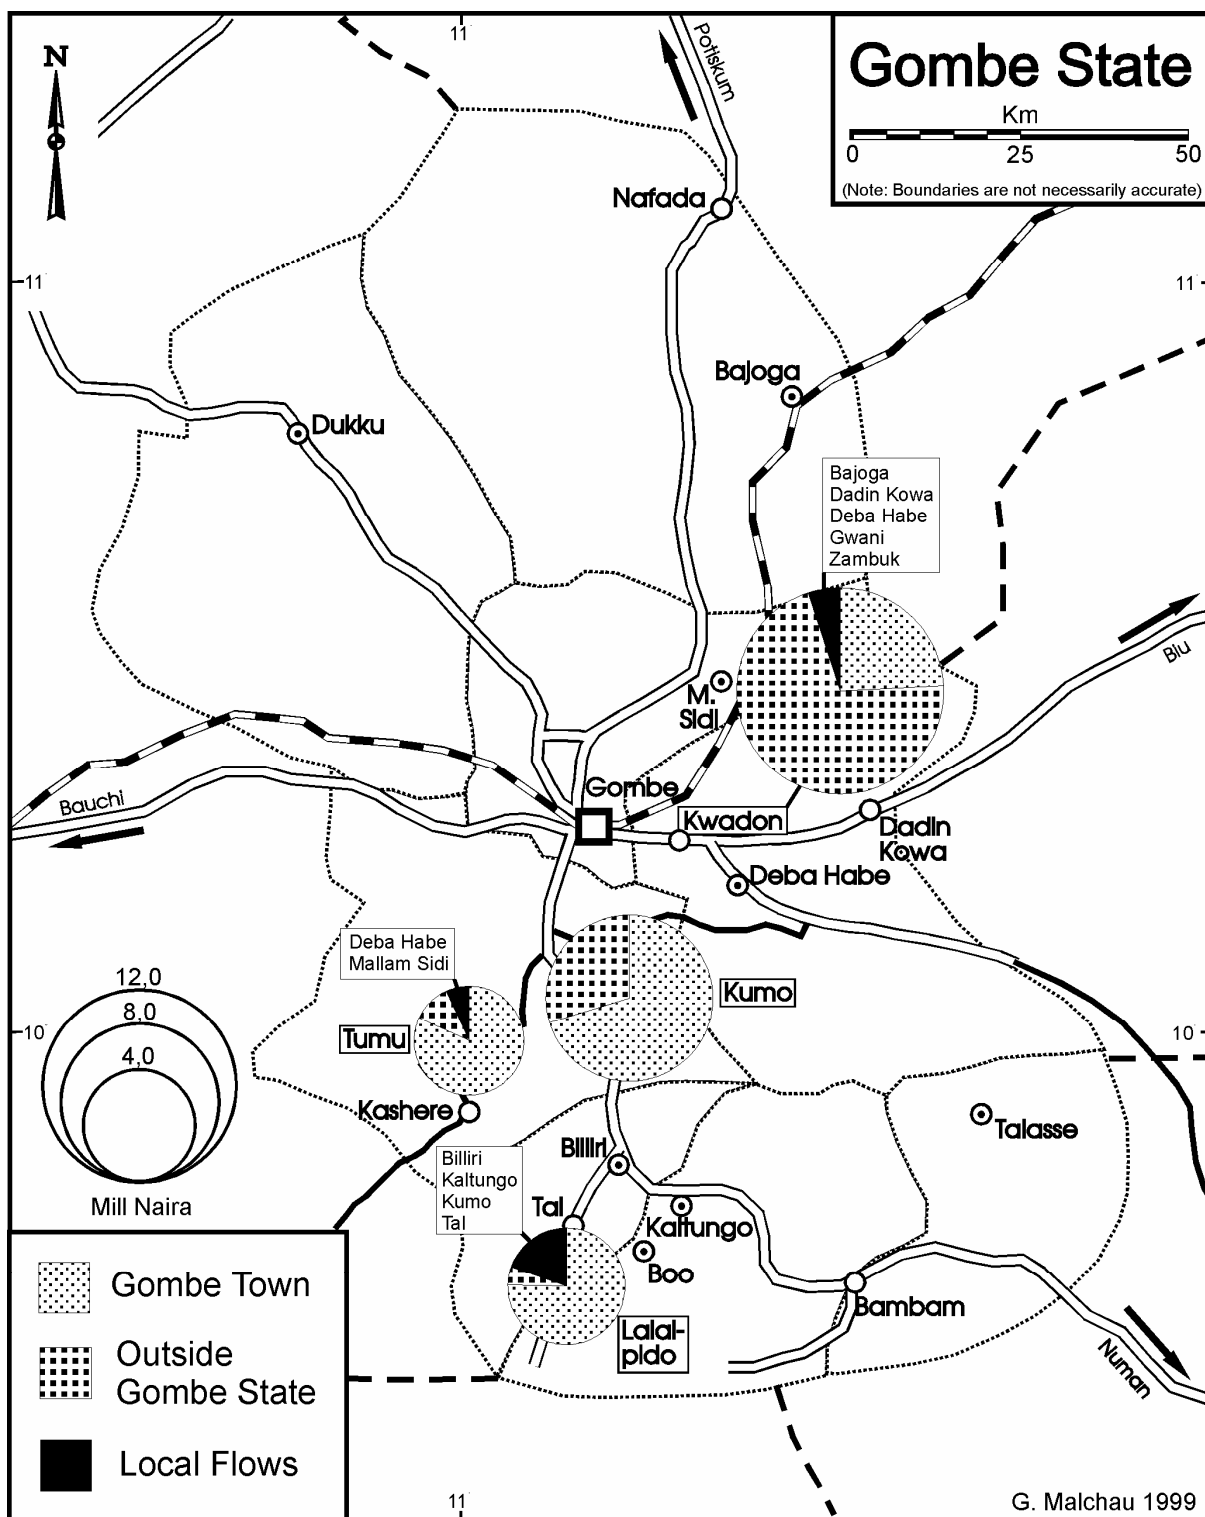 11
N
Potiskum
Gombe State
Km
0 25 50
(Note: Boundaries are not necessarily accurate)
Nafada
11
11
Bajoga
Dukku
Bajoga
Dadin Kowa
Deba Habe
Gwani
Zambuk
Biu
M.
Sidi
Gombe
Bauchi
Kwadon
Dadin
Kowa
Deba Habe
Deba Habe
Mallam Sidi
Kumo
12,0
8,0
4,0
Mill Naira
10
10
Tumu
Kashere
Talasse
Billiri
Billiri
Kaltungo
Kumo
Tal
Tal
Kaltungo
Boo
Bambam
Lalai-
pido
Numan
Gombe Town
Outside
Gombe State
Local Flows
11
G. Malchau 1999